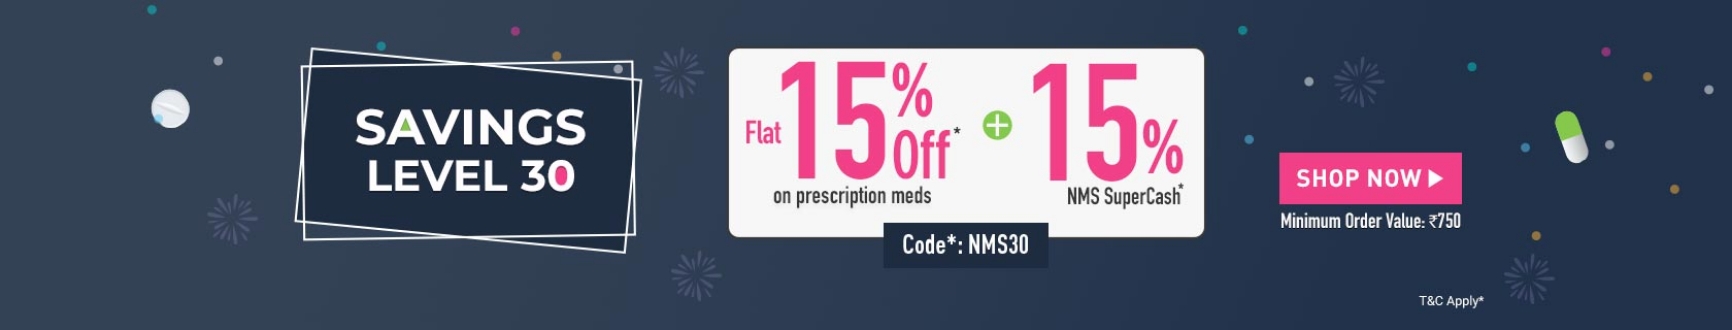 SAVINGS
LEVEL 30
Flat 15% Off* + 15%
on prescription meds
NMS SuperCash*
Code*: NMS30
SHOP NOW ▶
Minimum Order Value: ₹750
T&C Apply*